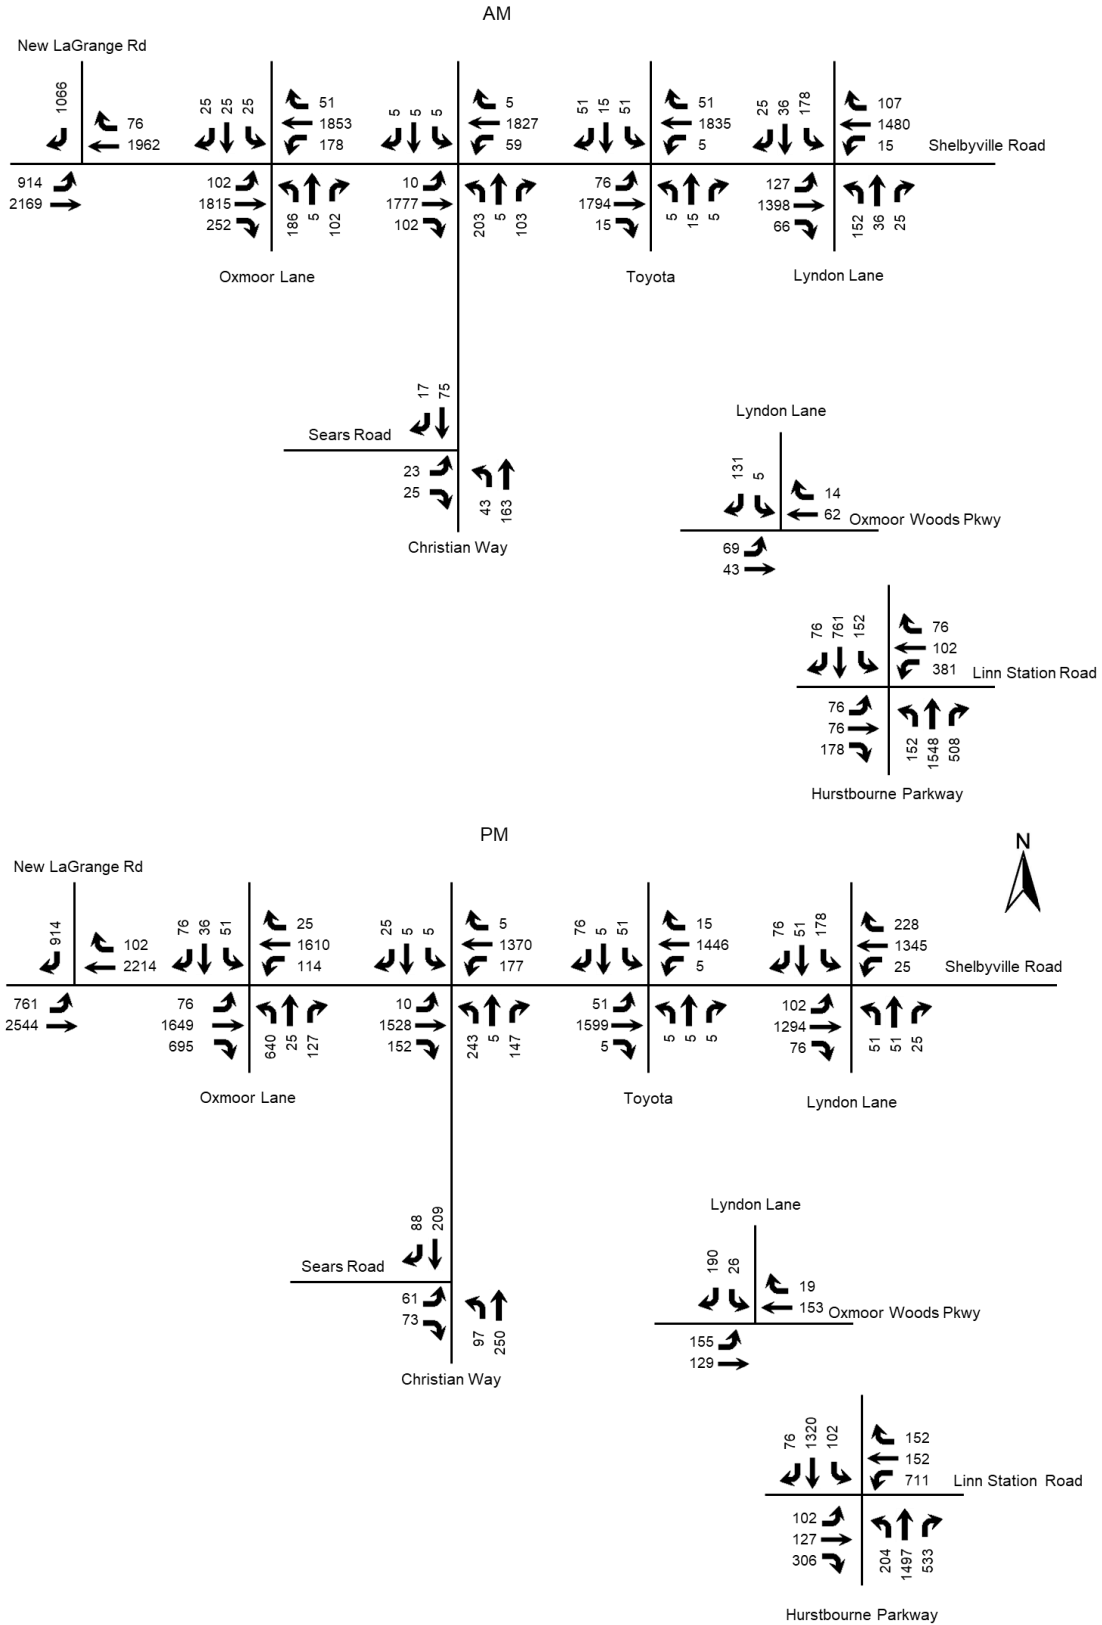 AM
New LaGrange Rd
1066
76
1962
914
2169
25 25 25
51
1853
178
102
1815
252
186 5 102
Oxmoor Lane
5 5 5
5
1827
59
10
1777
102
203 5 103
51 15 51
51
1835
5
76
1794
15
5 15 5
Toyota
25 36 178
107
1480
15
Shelbyville Road
127
1398
66
152 36 25
Lyndon Lane
17 75
Sears Road
23
25
43 163
Christian Way
Lyndon Lane
131 5
14
62
Oxmoor Woods Pkwy
69
43
76 761 152
76
102
381
Linn Station Road
76
76
178
152 1548 508
Hurstbourne Parkway
PM
N
New LaGrange Rd
914
102
2214
761
2544
76 36 51
25
1610
114
76
1649
695
640 25 127
Oxmoor Lane
25 5 5
5
1370
177
10
1528
152
243 5 147
76 5 51
15
1446
5
51
1599
5
5 5 5
Toyota
76 51 178
228
1345
25
Shelbyville Road
102
1294
76
51 51 25
Lyndon Lane
88 209
Sears Road
61
73
97 250
Christian Way
Lyndon Lane
190 26
19
153
Oxmoor Woods Pkwy
155
129
76 1320 102
152
152
711
Linn Station Road
102
127
306
204 1497 533
Hurstbourne Parkway